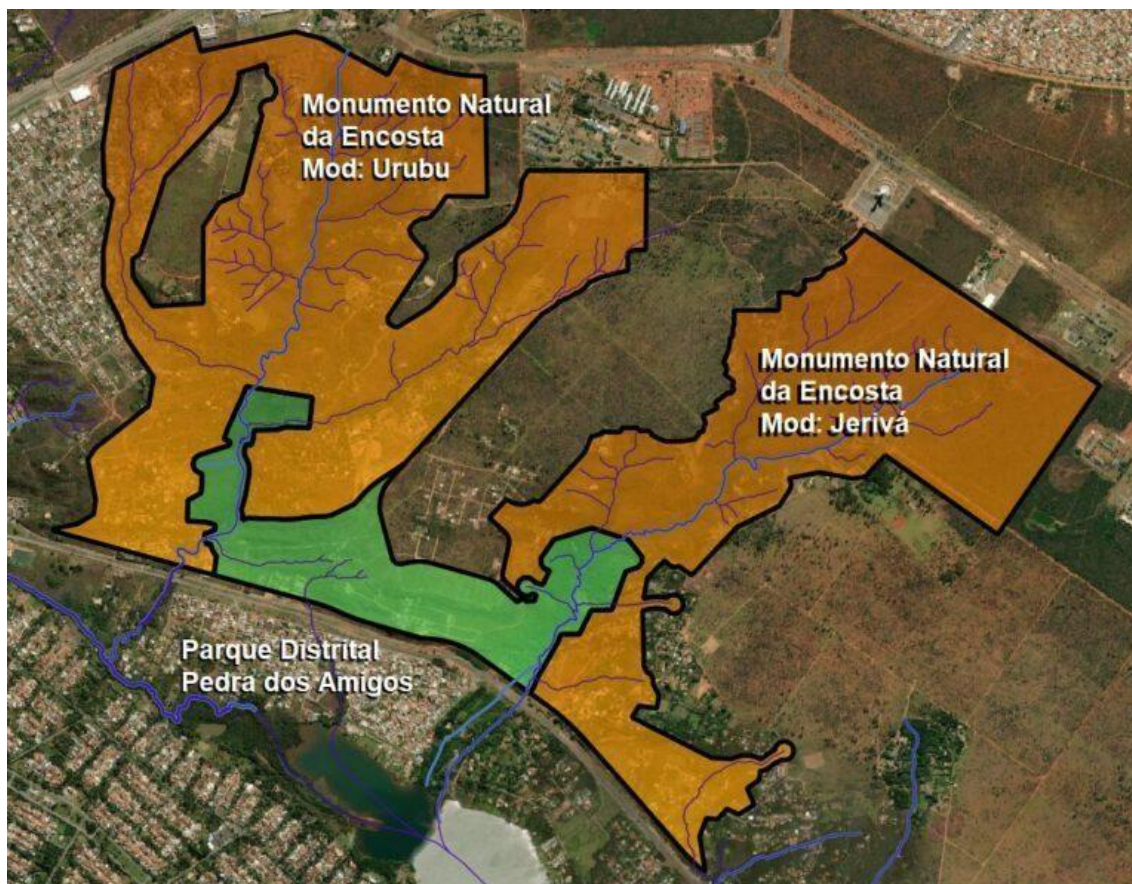 Monumento Natural
da Encosta
Mod: Urubu
Monumento Natural
da Encosta
Mod: Jerivá
Parque Distrital
Pedra dos Amigos